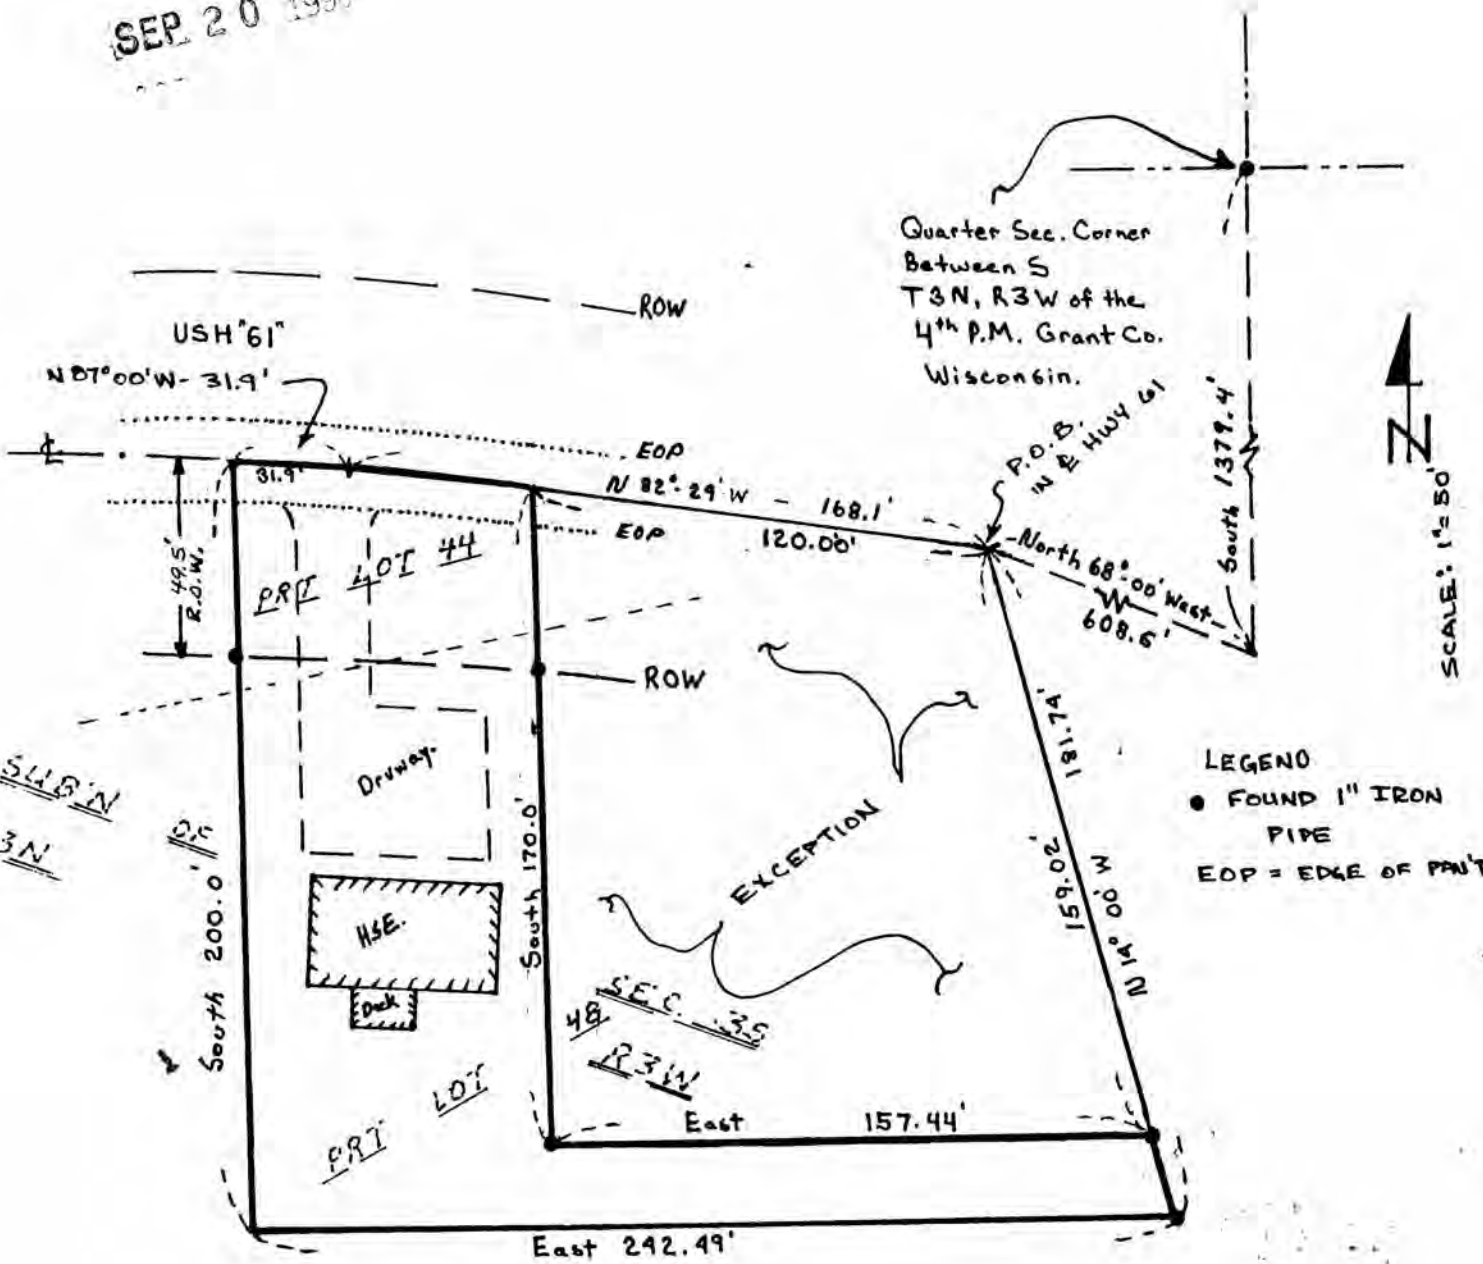 SEP 20
ROW
USH "61"
N 87°00'W - 31.9'
Quarter Sec. Corner
Between S
T3N, R3W of the
4th P.M. Grant Co.
Wisconsin.
P.O.B.
IN ℄ HWY 61
South 1379.4'
N
SCALE: 1"=50'
EOP
℄
31.9'
N 82°-29'W - 168.1'
120.00'
EOP
North 68°-00' West
608.6'
49.5'
R.O.W.
PRT LOT 44
ROW
Drvway.
SUB'N OF
3N
South 200.0'
South 170.0'
EXCEPTION
181.74'
159.02'
N 14° 00' W
LEGEND
FOUND 1" IRON
PIPE
EOP = EDGE OF PAV'T
HSE.
Deck
48
SEC. 35
R3W
PRT LOT
East 157.44'
East 242.49'